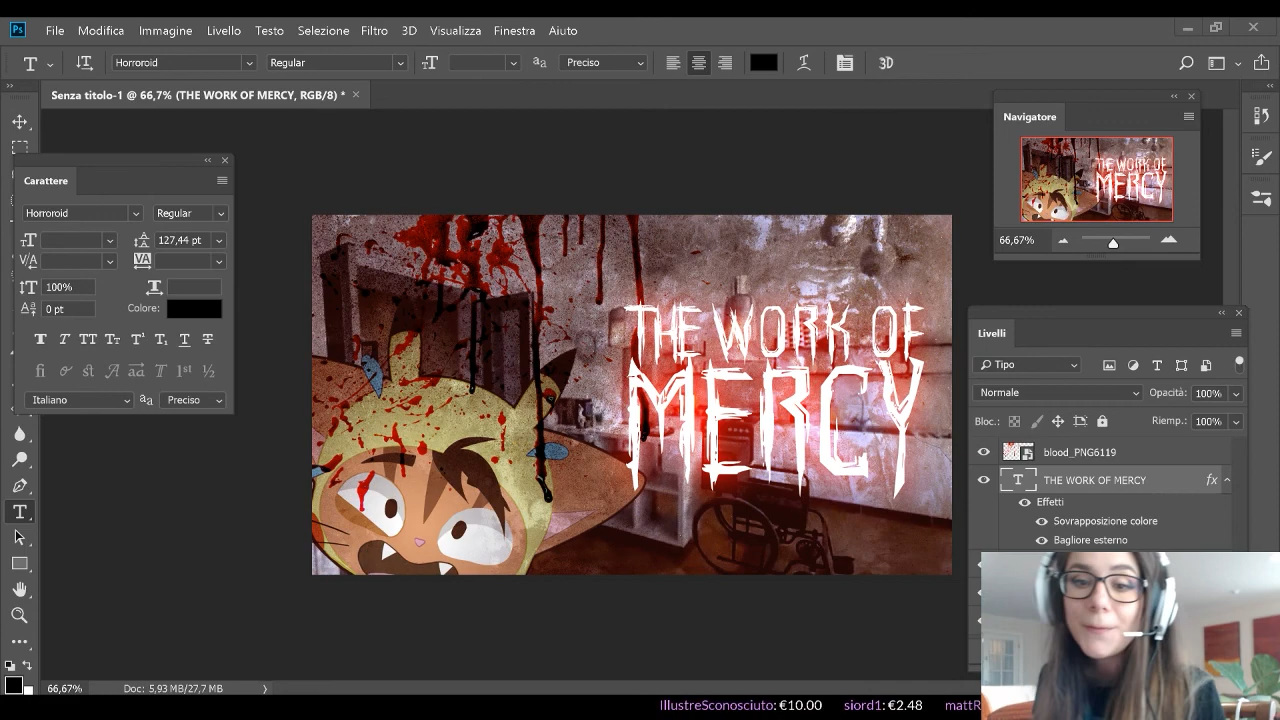 Ps File Modifica Immagine Livello Testo Selezione Filtro 3D Visualizza Finestra Aiuto
T Horroroid Regular Preciso 3D
Senza titolo-1 @ 66,7% (THE WORK OF MERCY, RGB/8) *
Navigatore
66,67%
Carattere
Horroroid Regular
127,44 pt
100%
0 pt Colore:
Italiano Preciso
THE WORK OF
MERCY
Livelli
Tipo
Normale Opacità: 100%
Bloc.: Riemp.: 100%
blood_PNG6119
THE WORK OF MERCY fx
Effetti
Sovrapposizione colore
Bagliore esterno
66,67% Doc: 5,93 MB/27,7 MB
IllustreSconosciuto: €10.00 siord1: €2.48 mattR